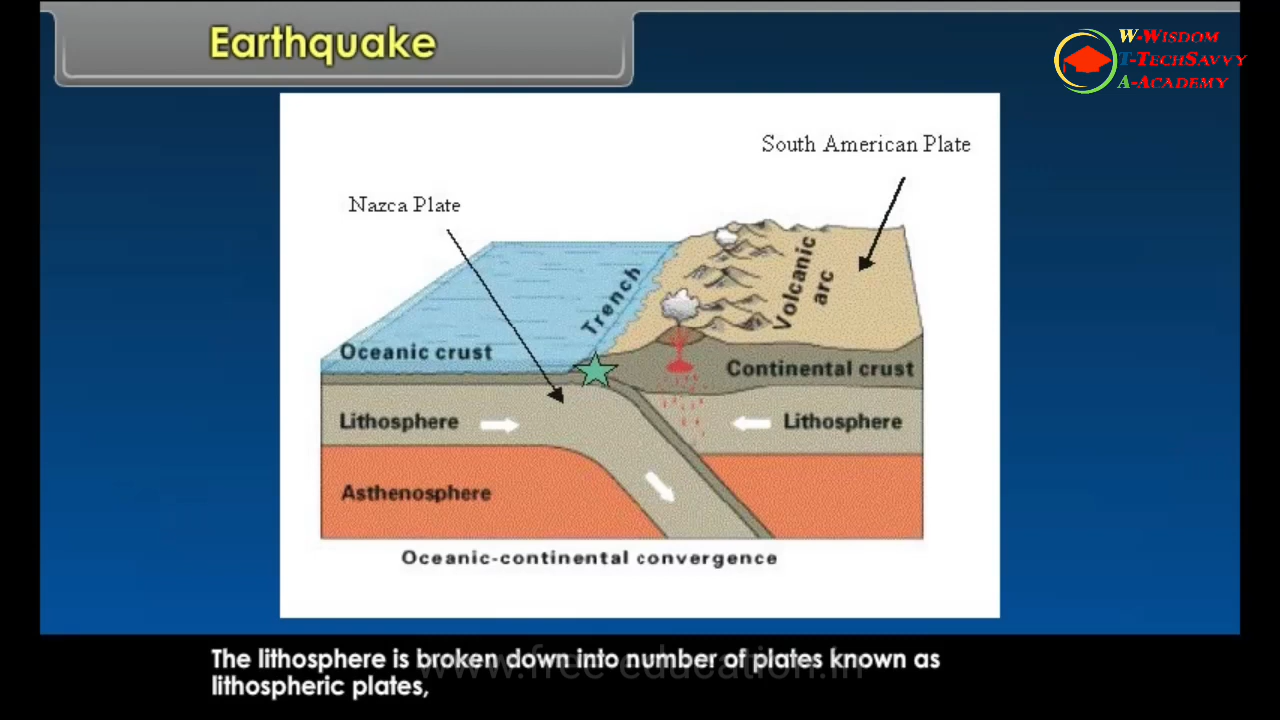 Earthquake
W-Wisdom
T-TechSavvy
A-Academy
South American Plate
Nazca Plate
Trench
Volcanic
arc
Oceanic crust
Continental crust
Lithosphere
Lithosphere
Asthenosphere
Oceanic-continental convergence
www.free-education.in
The lithosphere is broken down into number of plates known as
lithospheric plates,